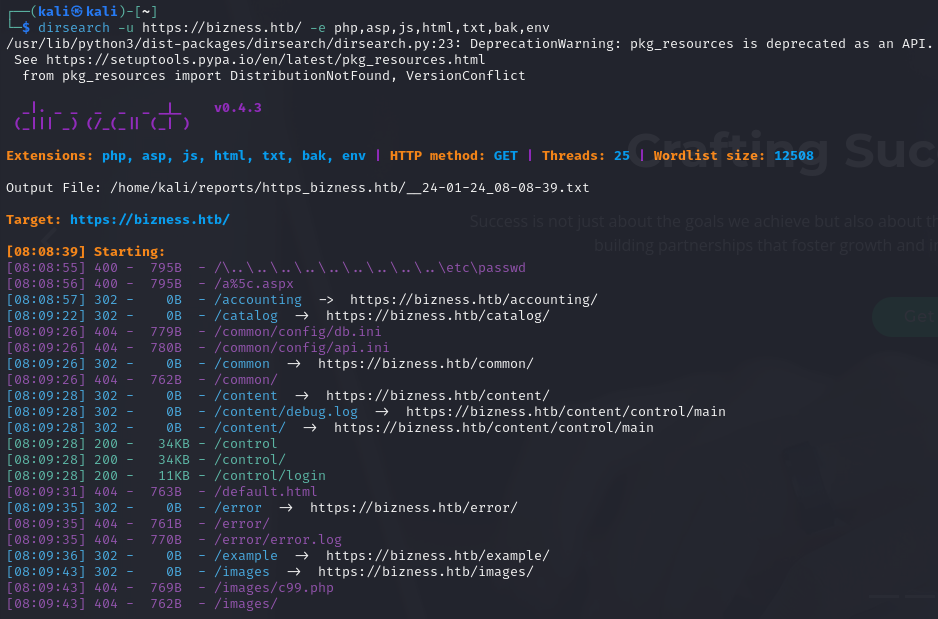 ┌──(kali㉿kali)-[~]
└─$ dirsearch -u https://bizness.htb/ -e php,asp,js,html,txt,bak,env
/usr/lib/python3/dist-packages/dirsearch/dirsearch.py:23: DeprecationWarning: pkg_resources is deprecated as an API.
See https://setuptools.pypa.io/en/latest/pkg_resources.html
from pkg_resources import DistributionNotFound, VersionConflict
_|. _ _ _ _ _ _|_ v0.4.3
(_||| _) (/_(_|| (_| )
Extensions: php, asp, js, html, txt, bak, env | HTTP method: GET | Threads: 25 | Wordlist size: 12508
Crafting Suc
Output File: /home/kali/reports/https_bizness.htb/__24-01-24_08-08-39.txt
Target: https://bizness.htb/
Success is not just about the goals we achieve but also about th
building partnerships that foster growth and i
[08:08:39] Starting:
[08:08:55] 400 - 795B - /\..\..\..\..\..\..\..\..\..\etc\passwd
[08:08:56] 400 - 795B - /a%5c.aspx
[08:08:57] 302 - 0B - /accounting -> https://bizness.htb/accounting/
[08:09:22] 302 - 0B - /catalog -> https://bizness.htb/catalog/
Get
[08:09:26] 404 - 779B - /common/config/db.ini
[08:09:26] 404 - 780B - /common/config/api.ini
[08:09:26] 302 - 0B - /common -> https://bizness.htb/common/
[08:09:26] 404 - 762B - /common/
[08:09:28] 302 - 0B - /content -> https://bizness.htb/content/
[08:09:28] 302 - 0B - /content/debug.log -> https://bizness.htb/content/control/main
[08:09:28] 302 - 0B - /content/ -> https://bizness.htb/content/control/main
[08:09:28] 200 - 34KB - /control
[08:09:28] 200 - 34KB - /control/
[08:09:28] 200 - 11KB - /control/login
[08:09:31] 404 - 763B - /default.html
[08:09:35] 302 - 0B - /error -> https://bizness.htb/error/
[08:09:35] 404 - 761B - /error/
[08:09:35] 404 - 770B - /error/error.log
[08:09:36] 302 - 0B - /example -> https://bizness.htb/example/
[08:09:43] 302 - 0B - /images -> https://bizness.htb/images/
[08:09:43] 404 - 769B - /images/c99.php
[08:09:43] 404 - 762B - /images/